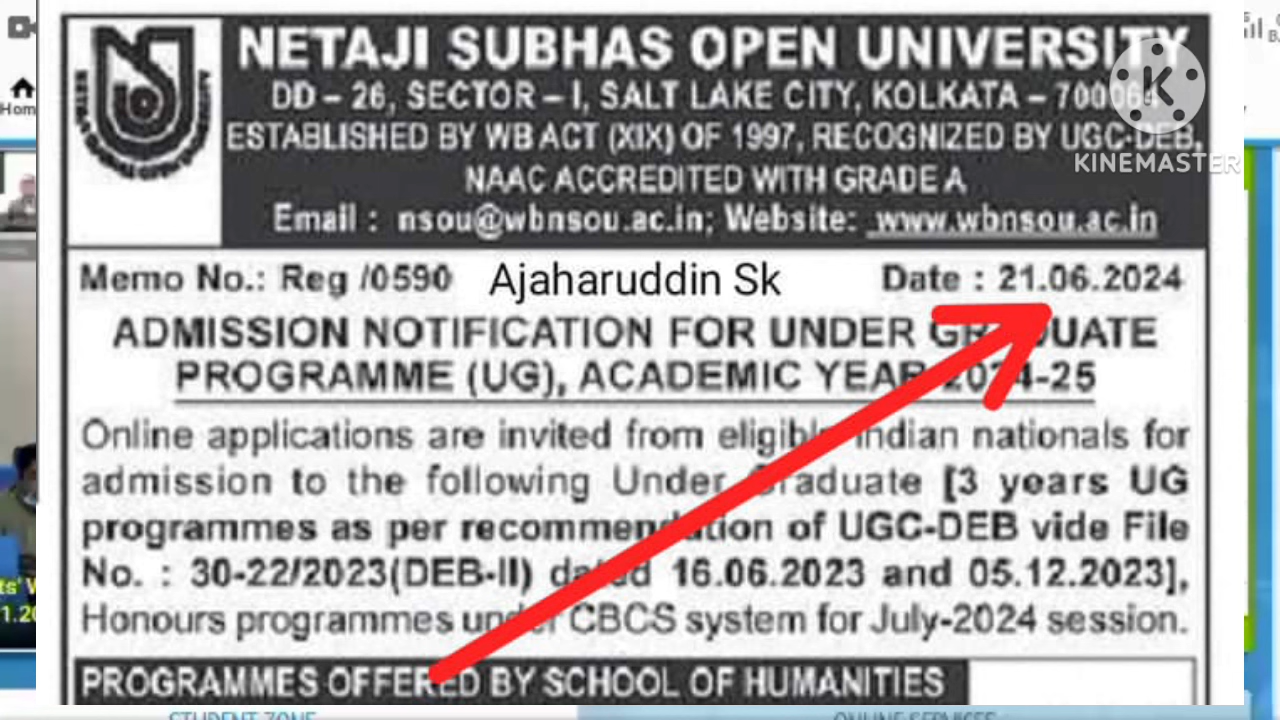 NETAJI SUBHAS OPEN UNIVERSITY
DD – 26, SECTOR – I, SALT LAKE CITY, KOLKATA – 700064
ESTABLISHED BY WB ACT (XIX) OF 1997, RECOGNIZED BY UGC-DEB,
NAAC ACCREDITED WITH GRADE A
KINEMASTER
Email : nsou@wbnsou.ac.in; Website: www.wbnsou.ac.in
Memo No.: Reg /0590 Ajaharuddin Sk Date : 21.06.2024
ADMISSION NOTIFICATION FOR UNDER GRADUATE
PROGRAMME (UG), ACADEMIC YEAR 2024-25
Online applications are invited from eligible Indian nationals for
admission to the following Under Graduate [3 years UG
programmes as per recommendation of UGC-DEB vide File
No. : 30-22/2023(DEB-II) dated 16.06.2023 and 05.12.2023],
Honours programmes under CBCS system for July-2024 session.
PROGRAMMES OFFERED BY SCHOOL OF HUMANITIES
STUDENT ZONE ONLINE SERVICES